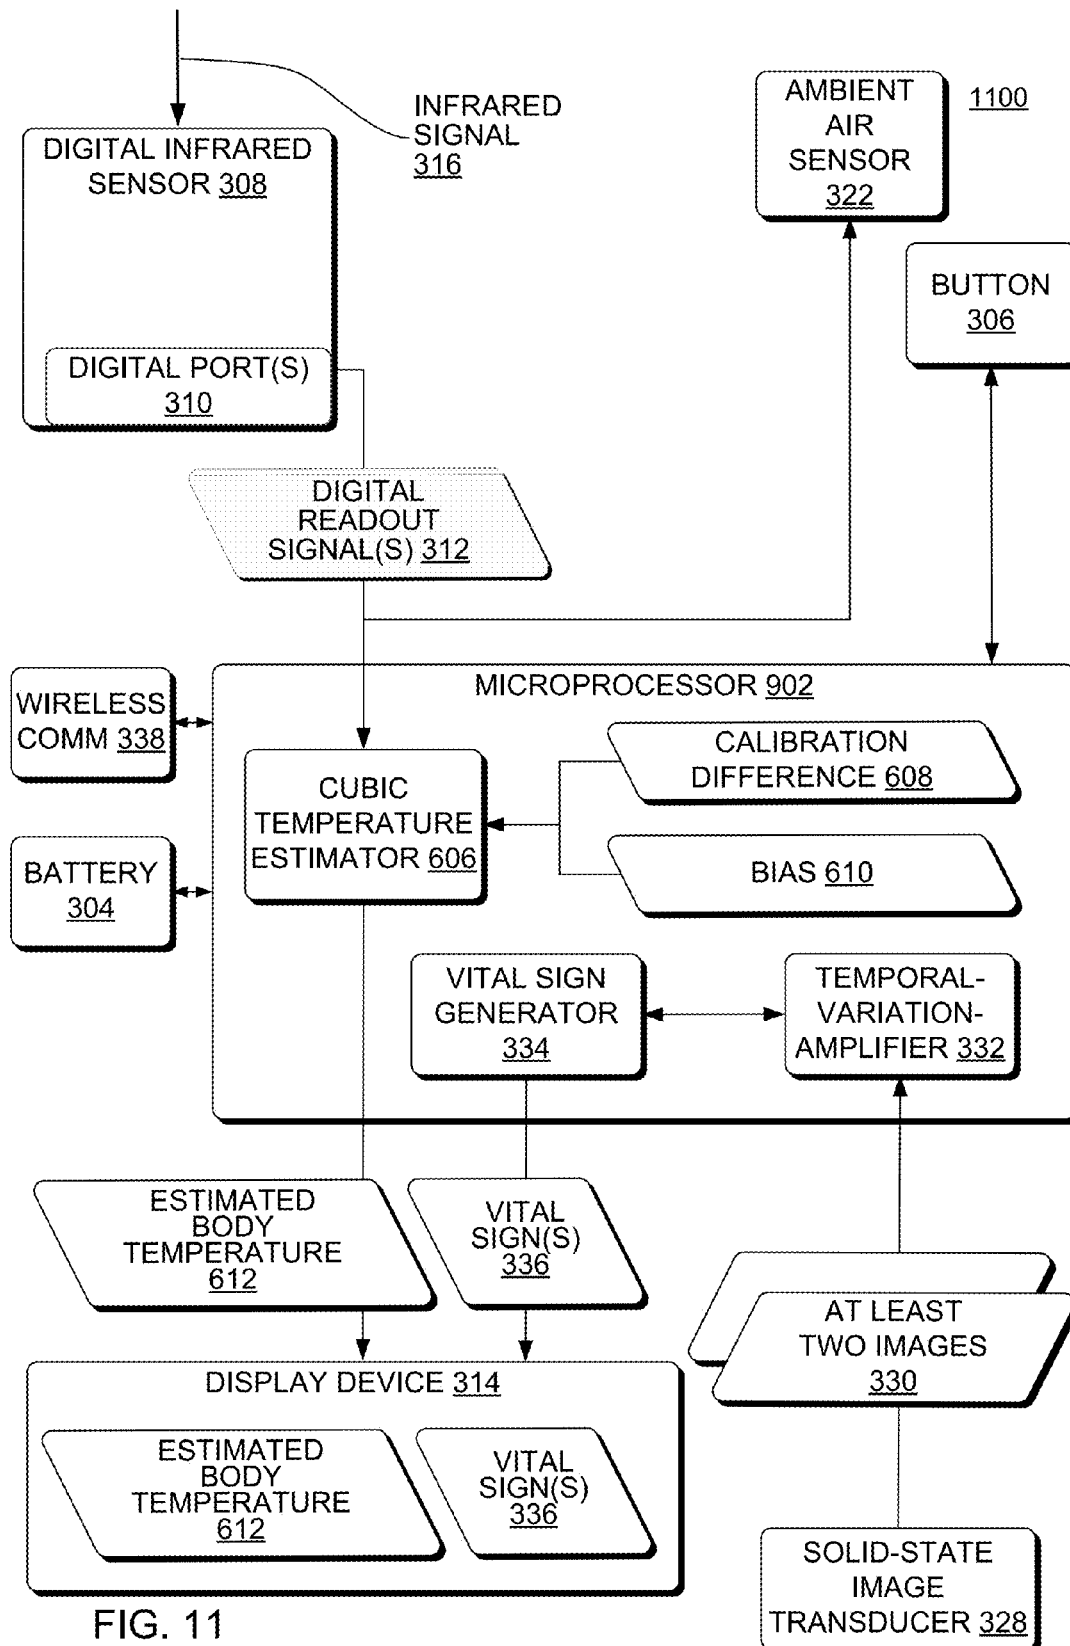 INFRARED
SIGNAL
316
AMBIENT
AIR
SENSOR
322
1100
DIGITAL INFRARED
SENSOR 308
BUTTON
306
DIGITAL PORT(S)
310
DIGITAL
READOUT
SIGNAL(S) 312
MICROPROCESSOR 902
WIRELESS
COMM 338
CALIBRATION
DIFFERENCE 608
CUBIC
TEMPERATURE
ESTIMATOR 606
BATTERY
304
BIAS 610
VITAL SIGN
GENERATOR
334
TEMPORAL-
VARIATION-
AMPLIFIER 332
ESTIMATED
BODY
TEMPERATURE
612
VITAL
SIGN(S)
336
AT LEAST
TWO IMAGES
330
DISPLAY DEVICE 314
ESTIMATED
BODY
TEMPERATURE
612
VITAL
SIGN(S)
336
SOLID-STATE
IMAGE
TRANSDUCER 328
FIG. 11